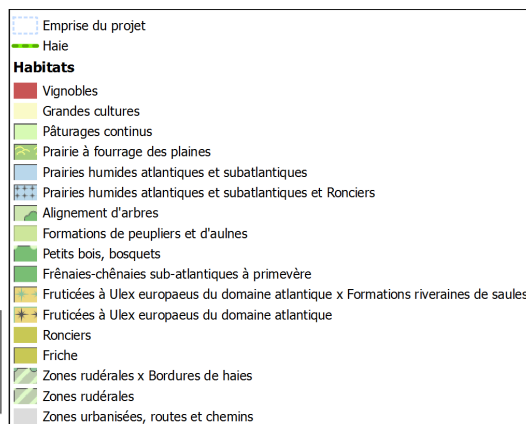 Emprise du projet
Haie
Habitats
Vignobles
Grandes cultures
Pâturages continus
Prairie à fourrage des plaines
Prairies humides atlantiques et subatlantiques
Prairies humides atlantiques et subatlantiques et Ronciers
Alignement d'arbres
Formations de peupliers et d'aulnes
Petits bois, bosquets
Frênaies-chênaies sub-atlantiques à primevère
Fruticées à Ulex europaeus du domaine atlantique x Formations riveraines de saules
Fruticées à Ulex europaeus du domaine atlantique
Ronciers
Friche
Zones rudérales x Bordures de haies
Zones rudérales
Zones urbanisées, routes et chemins